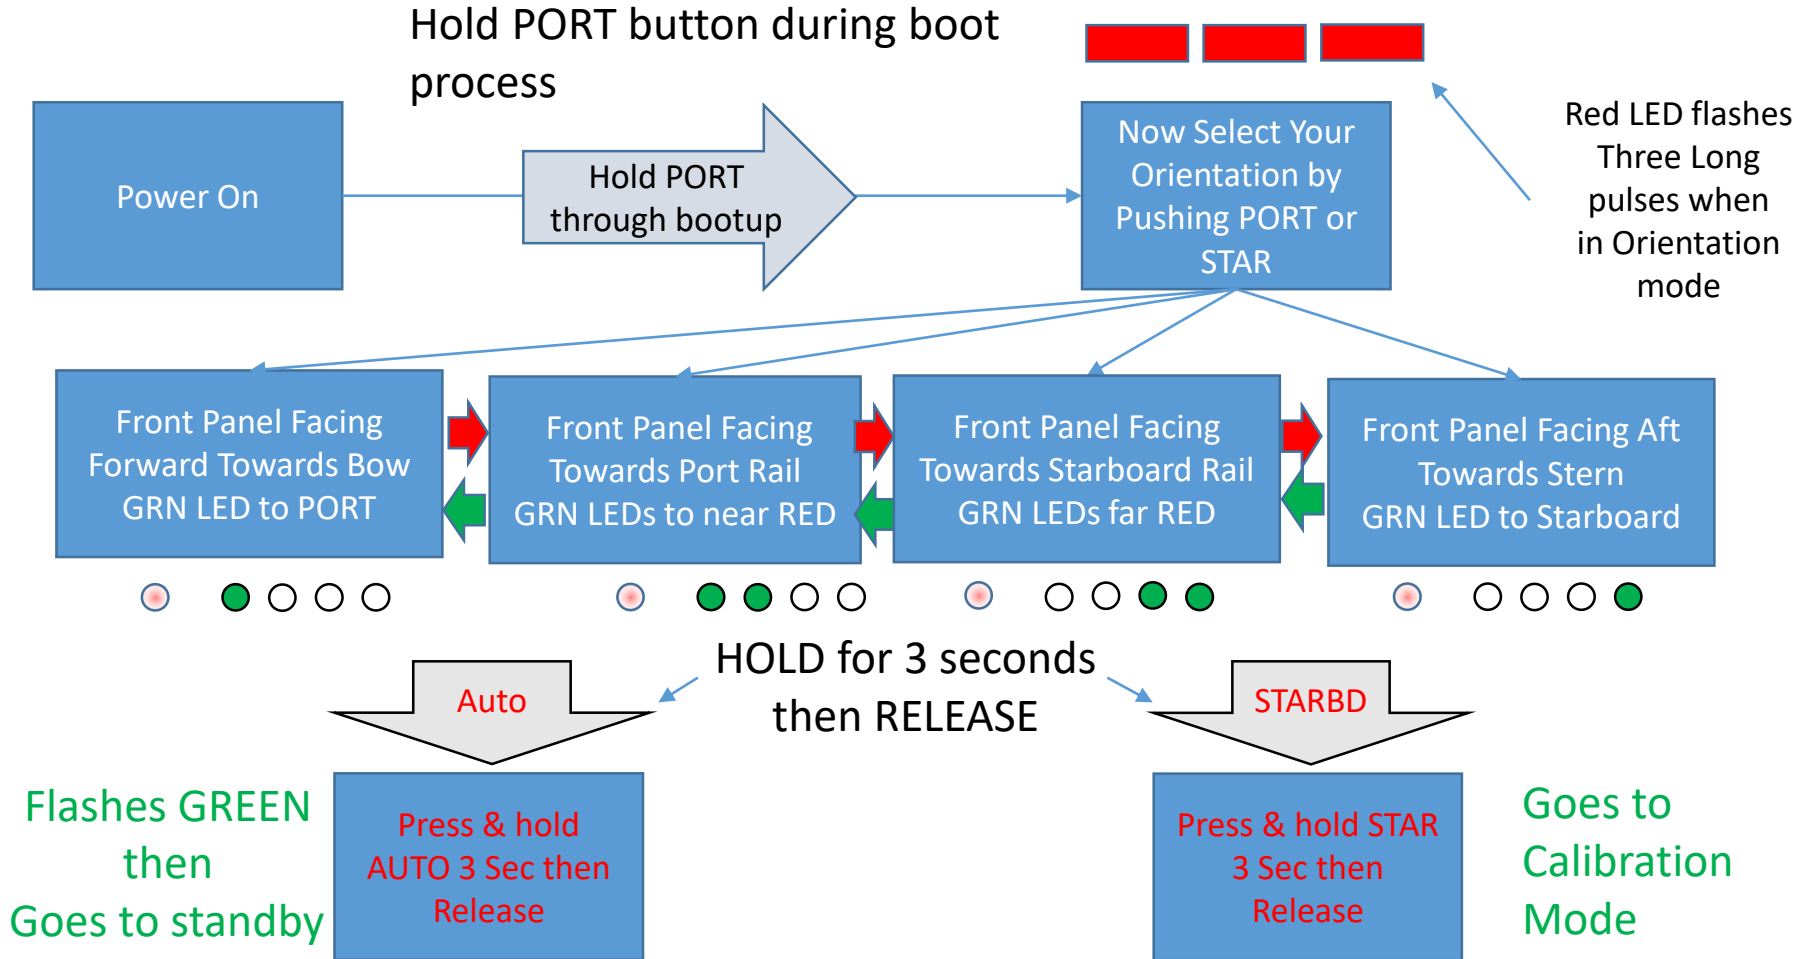 Hold PORT button during boot
process
Power On
Hold PORT
through bootup
Now Select Your
Orientation by
Pushing PORT or
STAR
Red LED flashes
Three Long
pulses when
in Orientation
mode
Front Panel Facing
Forward Towards Bow
GRN LED to PORT
Front Panel Facing
Towards Port Rail
GRN LEDs to near RED
Front Panel Facing
Towards Starboard Rail
GRN LEDs far RED
Front Panel Facing Aft
Towards Stern
GRN LED to Starboard
HOLD for 3 seconds
then RELEASE
Auto
STARBD
Flashes GREEN
then
Goes to standby
Press & hold
AUTO 3 Sec then
Release
Press & hold STAR
3 Sec then
Release
Goes to
Calibration
Mode